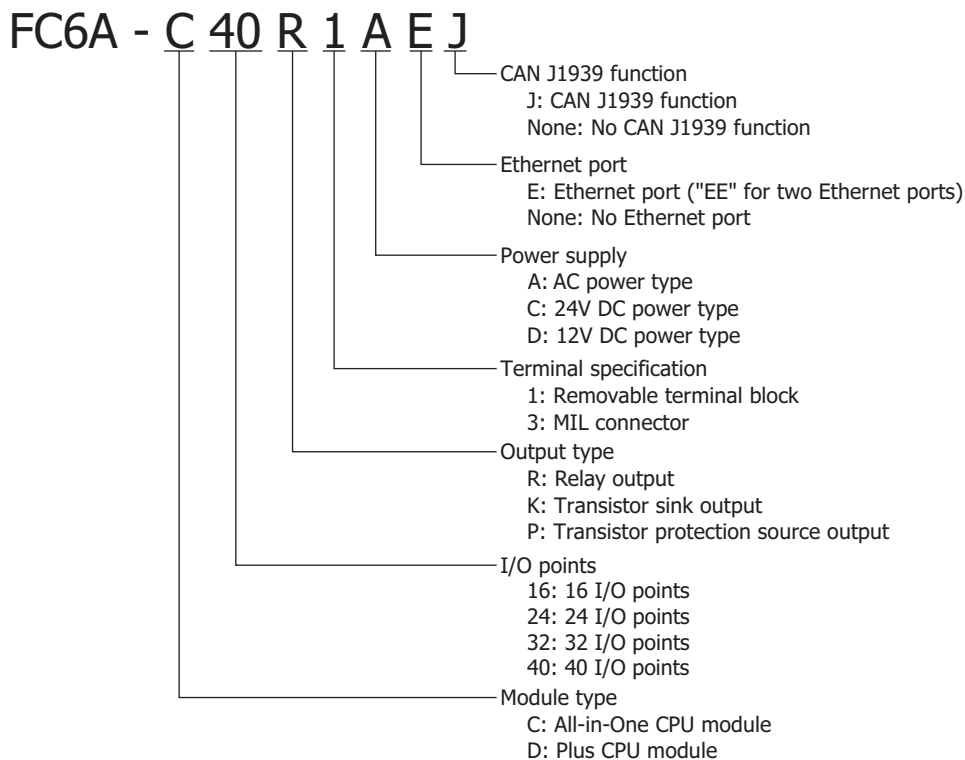 FC6A - C 40 R 1 A E J
CAN J1939 function
J: CAN J1939 function
None: No CAN J1939 function
Ethernet port
E: Ethernet port ("EE" for two Ethernet ports)
None: No Ethernet port
Power supply
A: AC power type
C: 24V DC power type
D: 12V DC power type
Terminal specification
1: Removable terminal block
3: MIL connector
Output type
R: Relay output
K: Transistor sink output
P: Transistor protection source output
I/O points
16: 16 I/O points
24: 24 I/O points
32: 32 I/O points
40: 40 I/O points
Module type
C: All-in-One CPU module
D: Plus CPU module